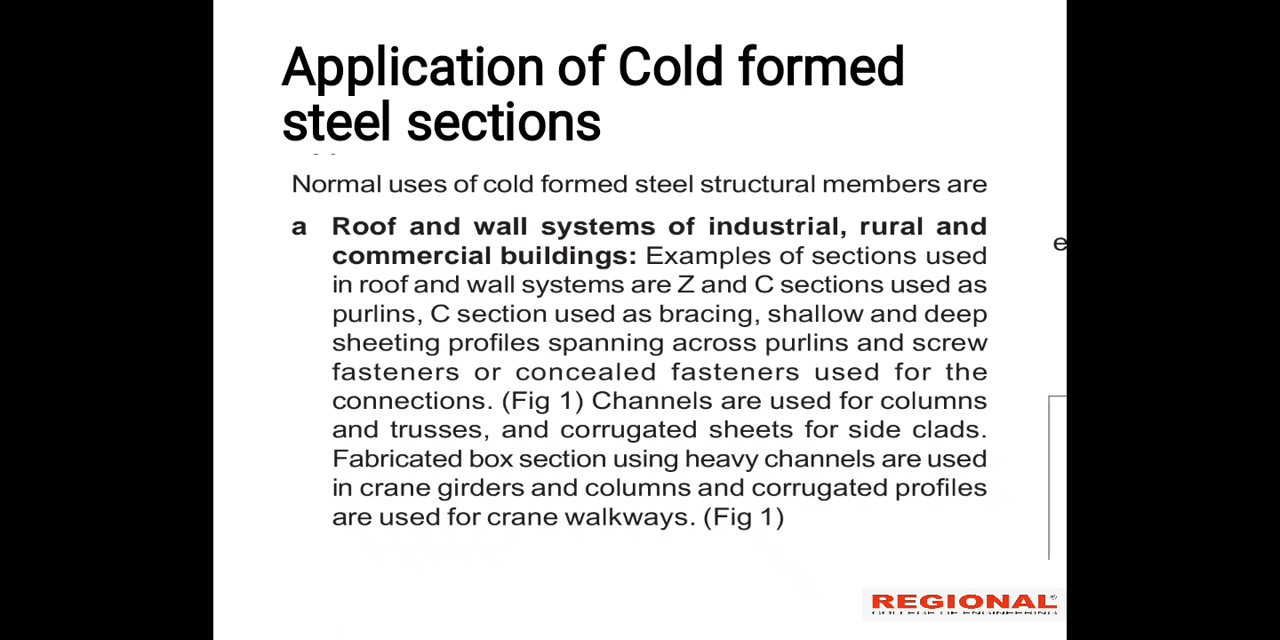 Application of Cold formed
steel sections
Normal uses of cold formed steel structural members are
a Roof and wall systems of industrial, rural and
commercial buildings: Examples of sections used
in roof and wall systems are Z and C sections used as
purlins, C section used as bracing, shallow and deep
sheeting profiles spanning across purlins and screw
fasteners or concealed fasteners used for the
connections. (Fig 1) Channels are used for columns
and trusses, and corrugated sheets for side clads.
Fabricated box section using heavy channels are used
in crane girders and columns and corrugated profiles
are used for crane walkways. (Fig 1)
e
REGIONAL
COLLEGE OF ENGINEERING